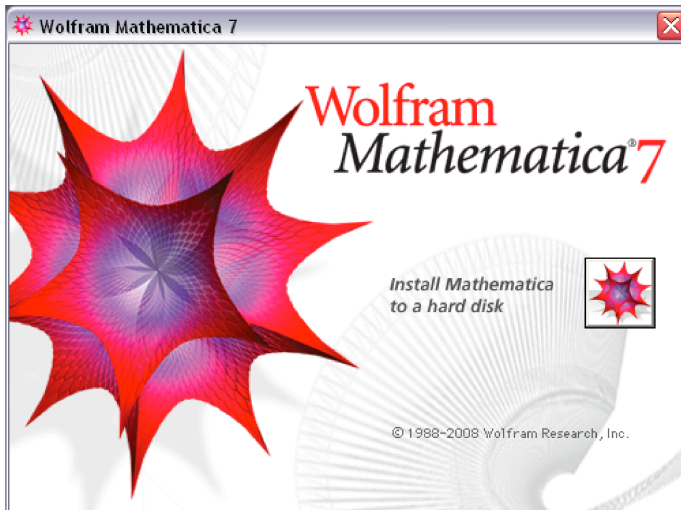 Wolfram Mathematica 7
Wolfram
Mathematica®7
Install Mathematica
to a hard disk
© 1988-2008 Wolfram Research, Inc.